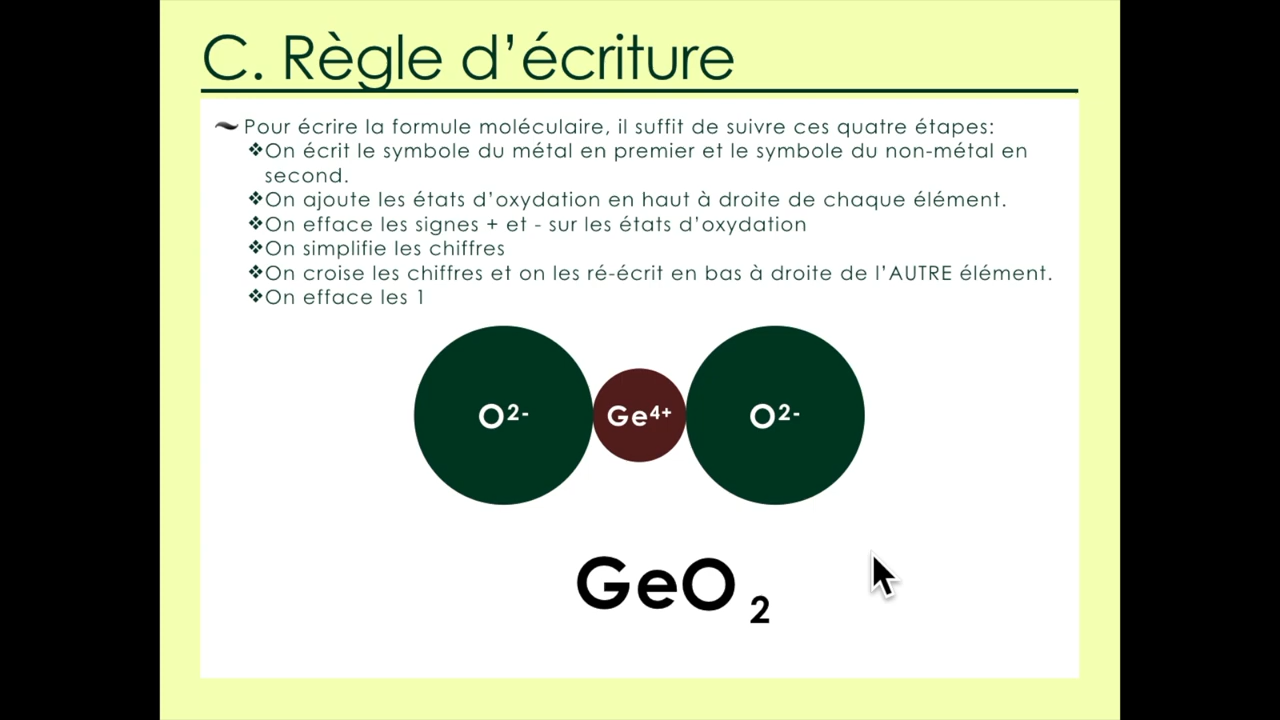 C. Règle d’écriture
Pour écrire la formule moléculaire, il suffit de suivre ces quatre étapes:
❖On écrit le symbole du métal en premier et le symbole du non-métal en
second.
❖On ajoute les états d’oxydation en haut à droite de chaque élément.
❖On efface les signes + et - sur les états d’oxydation
❖On simplifie les chiffres
❖On croise les chiffres et on les ré-écrit en bas à droite de l’AUTRE élément.
❖On efface les 1
O²⁻ Ge⁴⁺ O²⁻
GeO₂